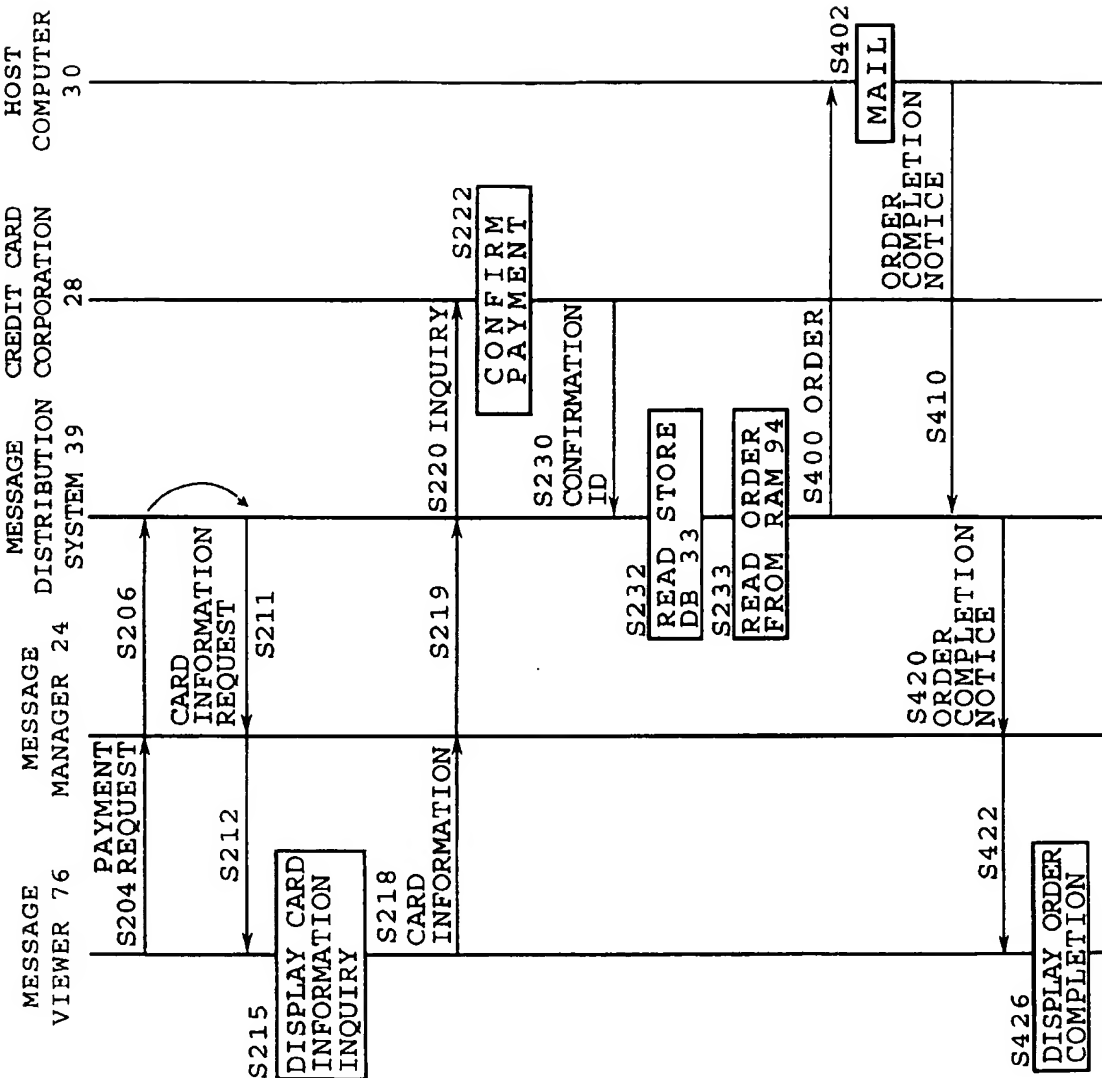 MESSAGE
VIEWER 76
MESSAGE
MANAGER 24
MESSAGE
DISTRIBUTION
SYSTEM 39
CREDIT CARD
CORPORATION
28
HOST
COMPUTER
30
PAYMENT
S204 REQUEST
S206
CARD
INFORMATION
REQUEST
S211
S212
S215
DISPLAY CARD
INFORMATION
INQUIRY
S218
CARD
INFORMATION
S219
S220 INQUIRY
S222
CONFIRM
PAYMENT
S230
CONFIRMATION
ID
S232
READ STORE
DB 33
S233
READ ORDER
FROM RAM 94
S400 ORDER
S402
MAIL
ORDER
COMPLETION
NOTICE
S410
S420
ORDER
COMPLETION
NOTICE
S422
S426
DISPLAY ORDER
COMPLETION